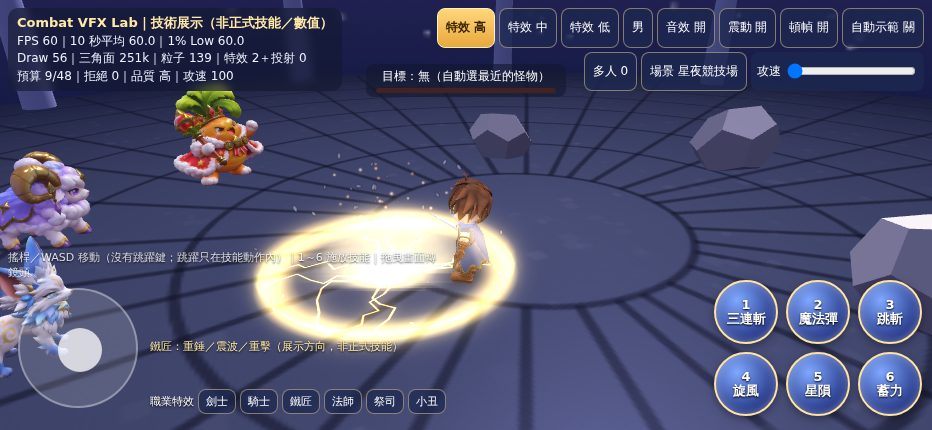 Combat VFX Lab｜技術展示（非正式技能／數值）
FPS 60｜10 秒平均 60.0｜1% Low 60.0
Draw 56｜三角面 251k｜粒子 139｜特效 2＋投射 0
預算 9/48｜拒絕 0｜品質 高｜攻速 100
特效 高
特效 中
特效 低
男
音效 開
震動 開
頓幀 開
自動示範 關
目標：無（自動選最近的怪物）
多人 0
場景 星夜競技場
攻速
搖桿／WASD 移動（沒有跳躍鍵；跳躍只在技能動作內）｜1～6 施放技能｜拖曳畫面轉
鏡頭
鐵匠：重錘／震波／重擊（展示方向，非正式技能）
職業特效
劍士
騎士
鐵匠
法師
祭司
小丑
1
三連斬
2
魔法彈
3
跳斬
4
旋風
5
星隕
6
蓄力